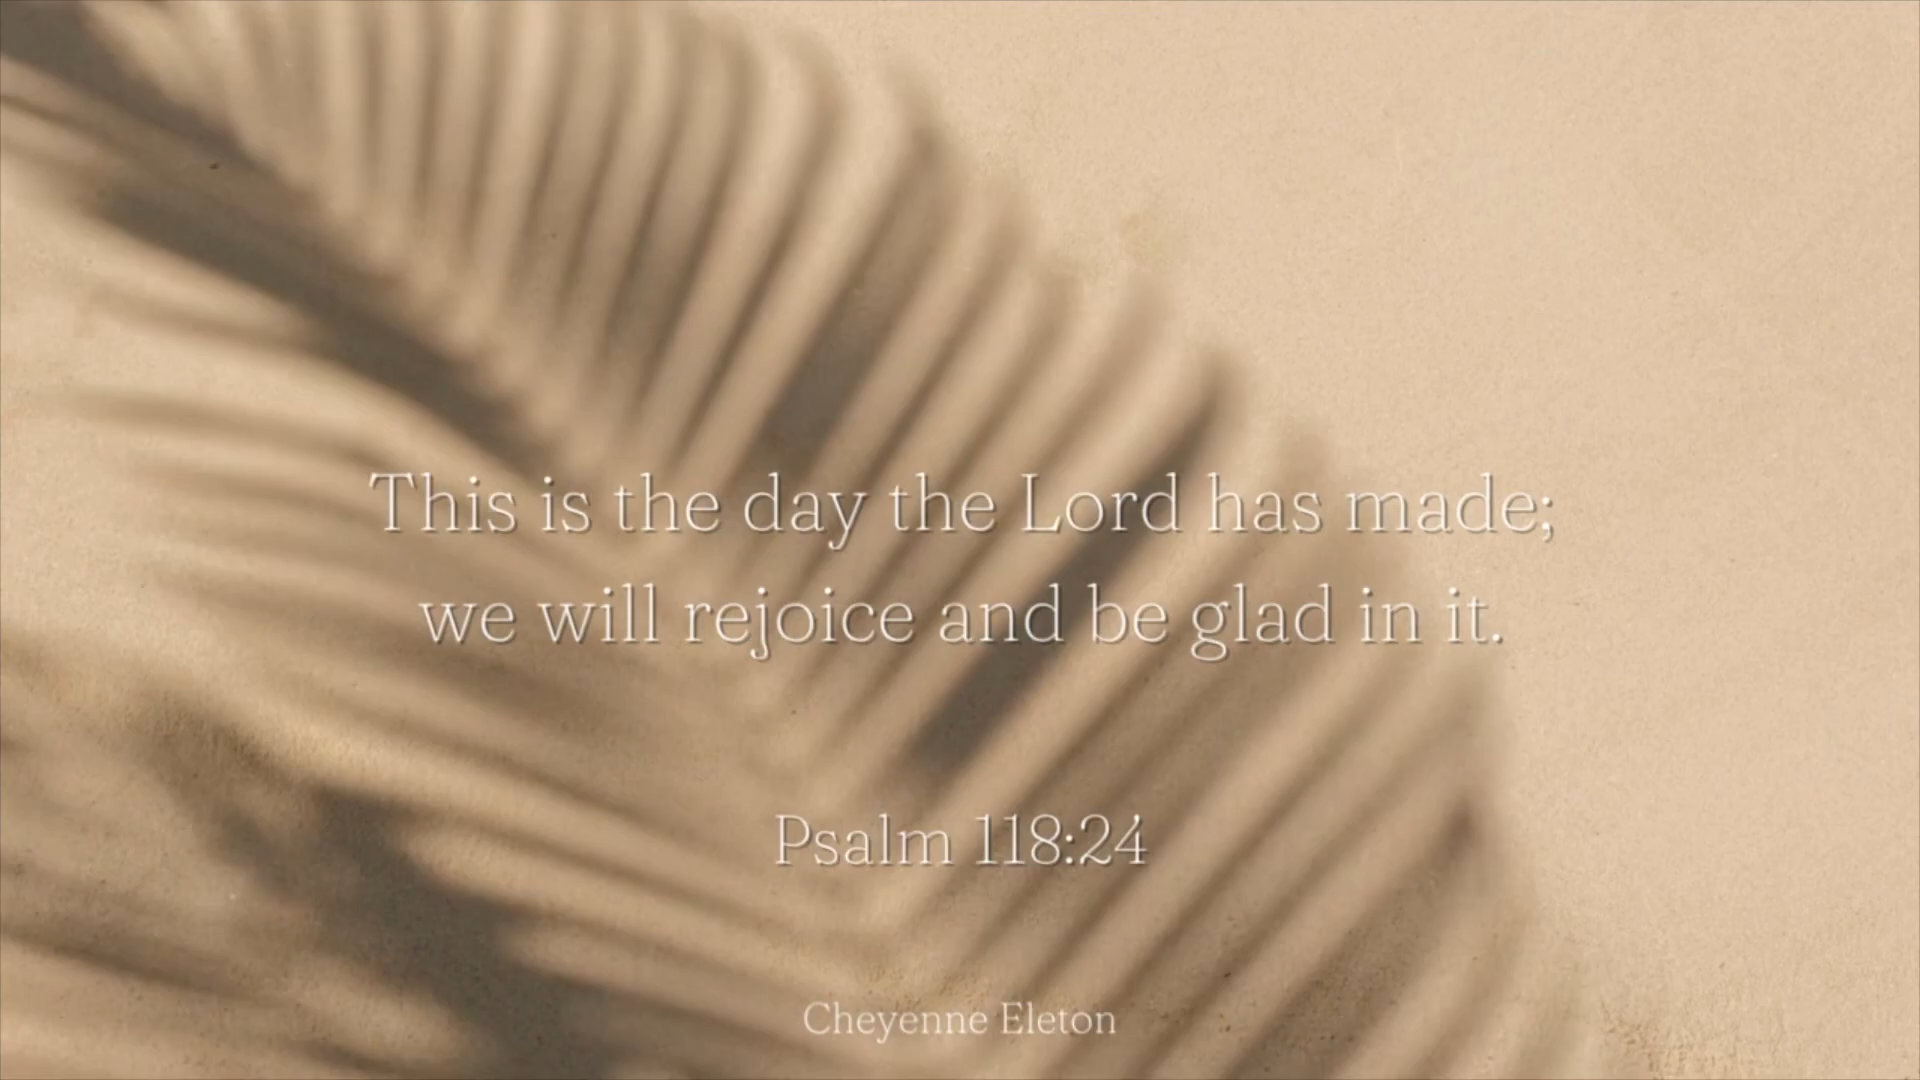 This is the day the Lord has made;
we will rejoice and be glad in it.
Psalm 118:24
Cheyenne Eleton